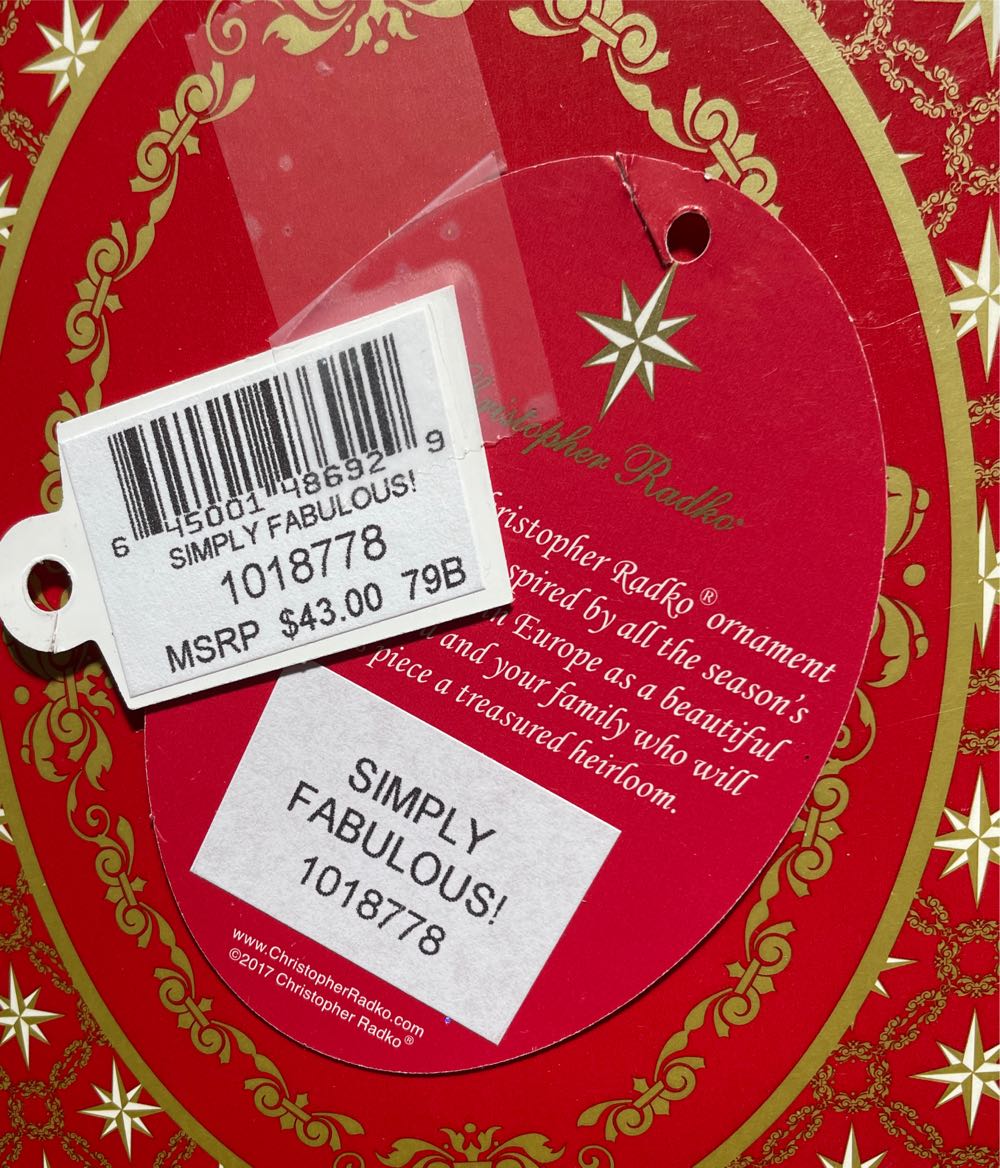 6 45001 48692 9
SIMPLY FABULOUS!
1018778
MSRP $43.00 79B
Christopher Radko
Christopher Radko® ornament
spired by all the season's
n Europe as a beautiful
and your family who will
piece a treasured heirloom.
SIMPLY
FABULOUS!
1018778
www.ChristopherRadko.com
©2017 Christopher Radko®